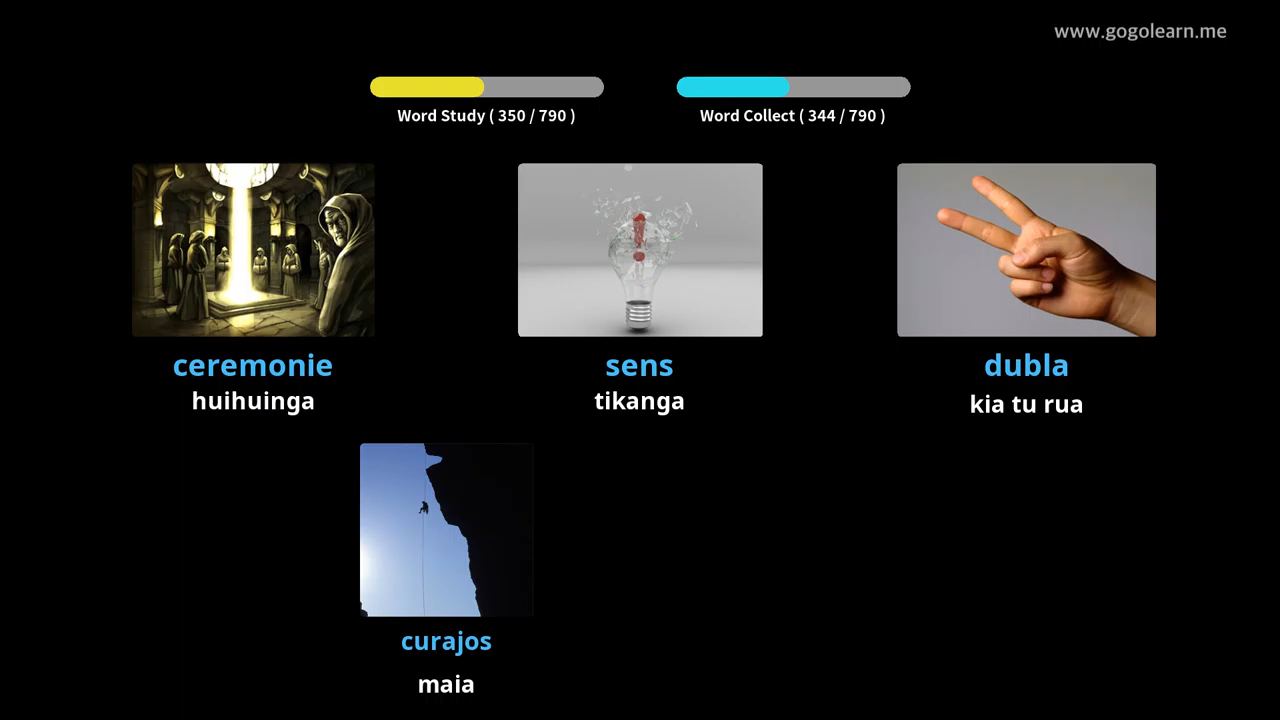 www.gogolearn.me
Word Study ( 350 / 790 )
Word Collect ( 344 / 790 )
ceremonie
huihuinga
sens
tikanga
dubla
kia tu rua
curajos
maia